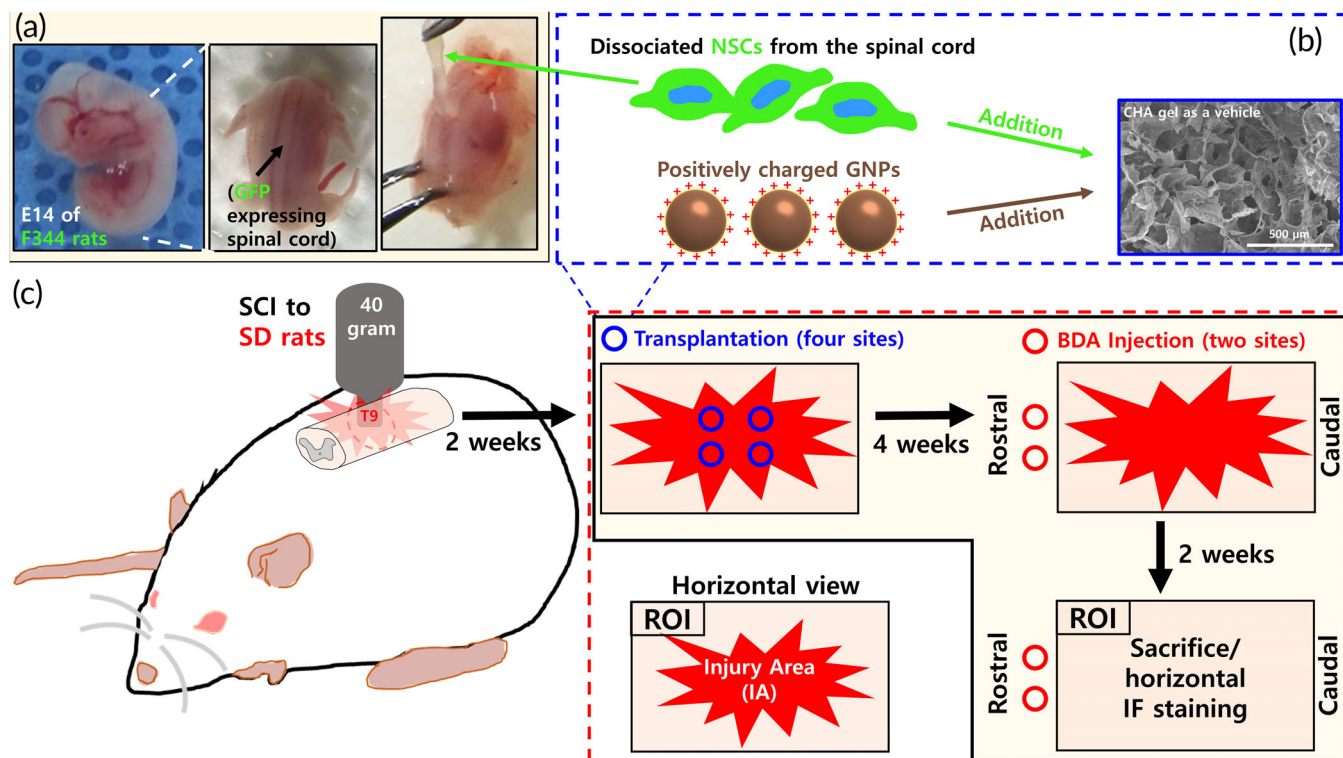 (a)
E14 of
F344 rats
(GFP
expressing
spinal cord)
(b)
Dissociated NSCs from the spinal cord
Addition
Positively charged GNPs
Addition
CHA gel as a vehicle
500 µm
(c)
SCI to
SD rats
40
gram
T9
2 weeks
Transplantation (four sites)
4 weeks
BDA Injection (two sites)
Rostral
Caudal
2 weeks
Horizontal view
ROI
Injury Area
(IA)
Rostral
ROI
Sacrifice/
horizontal
IF staining
Caudal